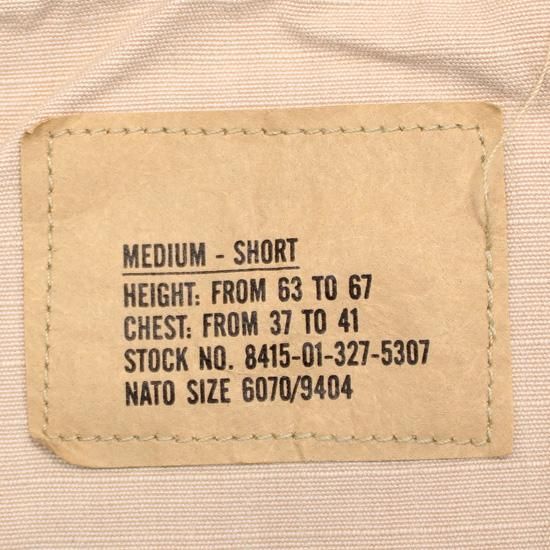 MEDIUM - SHORT
HEIGHT: FROM 63 TO 67
CHEST: FROM 37 TO 41
STOCK NO. 8415-01-327-5307
NATO SIZE 6070/9404